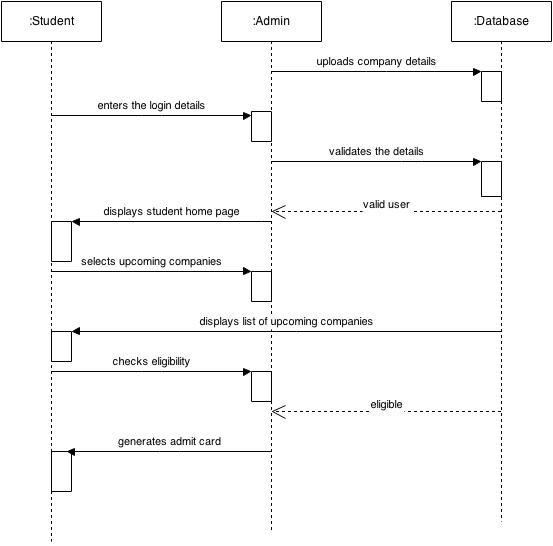 :Student
:Admin
:Database
uploads company details
enters the login details
validates the details
valid user
displays student home page
selects upcoming companies
displays list of upcoming companies
checks eligibility
eligible
generates admit card